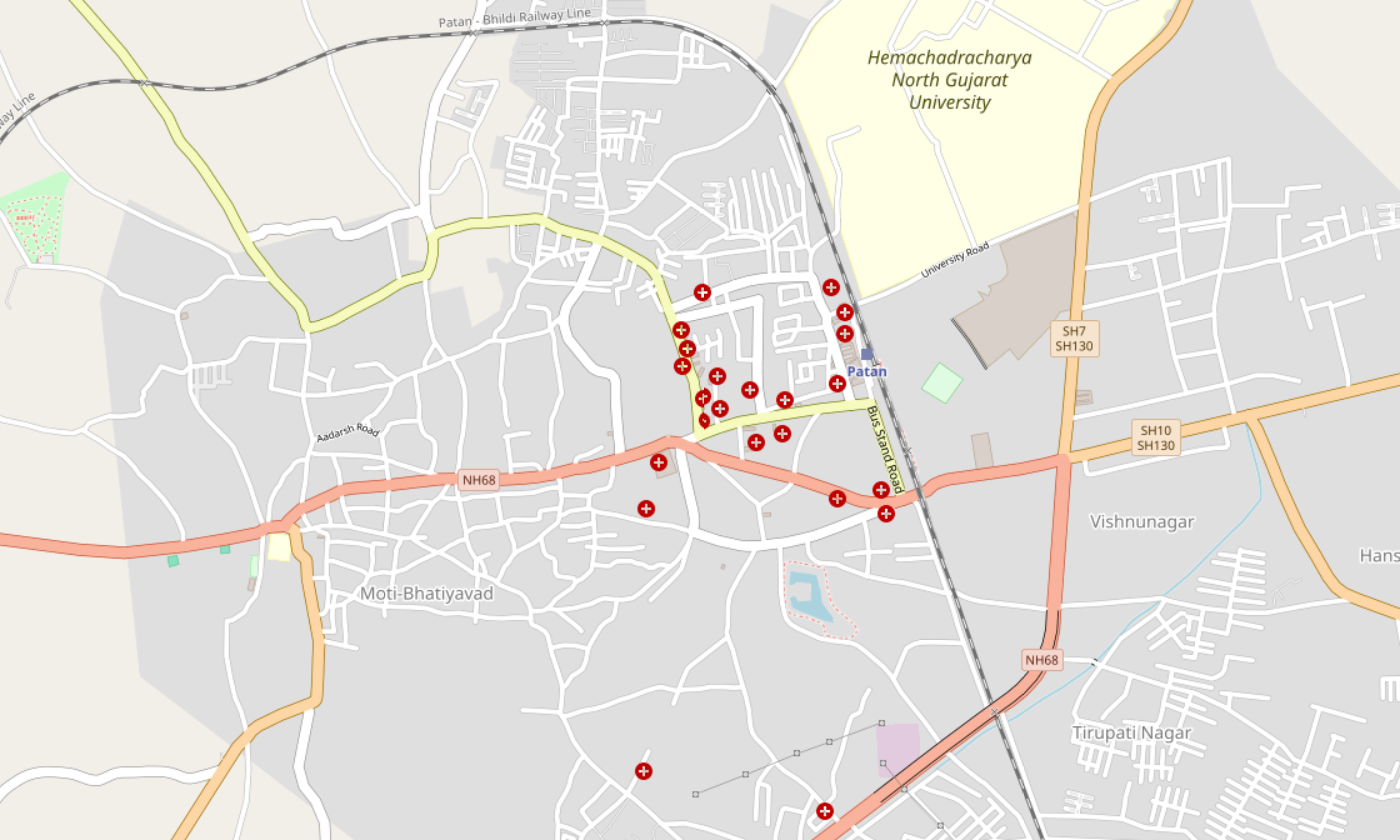 Patan - Bhildi Railway Line
Hemachadracharya
North Gujarat
University
way Line
University Road
SH7
SH130
Patan
Aadarsh Road
Bus Stand Road
SH10
SH130
NH68
Vishnunagar
Hans
Moti-Bhatiyavad
NH68
Tirupati Nagar